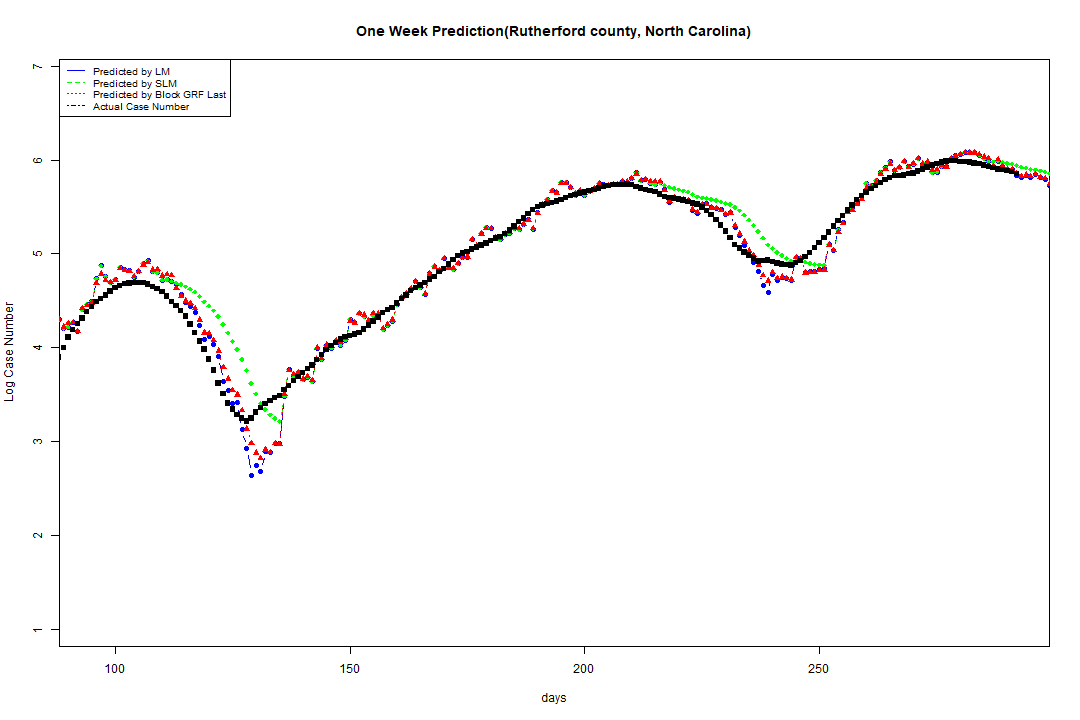 One Week Prediction(Rutherford county, North Carolina)
Predicted by LM
Predicted by SLM
Predicted by Block GRF Last
Actual Case Number
7
6
5
4
3
2
1
Log Case Number
100 150 200 250
days